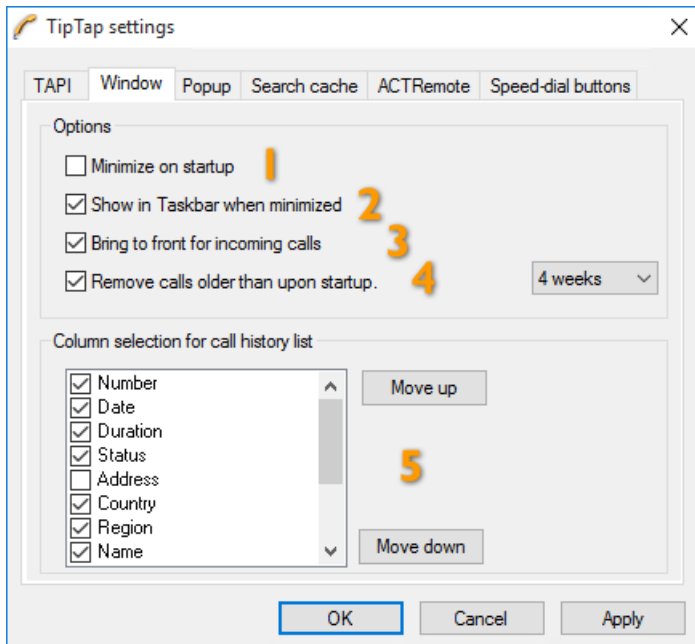 TipTap settings
TAPI Window Popup Search cache ACTRemote Speed-dial buttons
Options
Minimize on startup 1
Show in Taskbar when minimized 2
Bring to front for incoming calls 3
Remove calls older than upon startup. 4 4 weeks
Column selection for call history list
Number Move up
Date
Duration
Status 5
Address
Country
Region
Name Move down
OK Cancel Apply